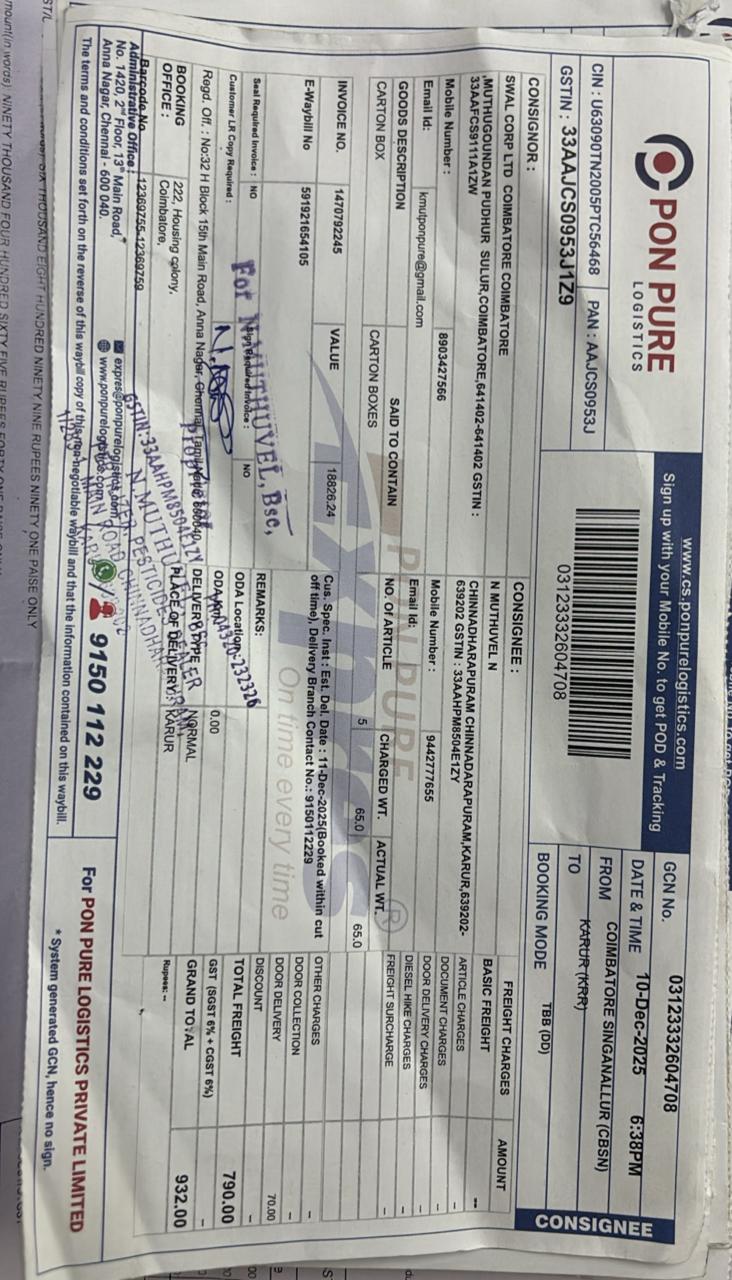 PON PURE
LOGISTICS
CIN : U63090TN2005PTC56468
PAN : AAJCS0953J
GSTIN : 33AAJCS0953J1Z9
www.cs.ponpurelogistics.com
Sign up with your Mobile No. to get POD & Tracking
03123332604708
GCN No. 03123332604708
DATE & TIME 10-Dec-2025 6:38PM
FROM COIMBATORE SINGANALLUR (CBSN)
TO KARUR (KRR)
BOOKING MODE TBB (DD)
CONSIGNEE
CONSIGNOR :
SWAL CORP LTD COIMBATORE COIMBATORE
,MUTHUGOUNDAN PUDHUR SULUR,COIMBATORE,641402-641402 GSTIN :
33AAFCS9111A1ZW
Mobile Number : 8903427566
Email Id: kmutponpure@gmail.com
CONSIGNEE :
N MUTHUVEL N
CHINNADHARAPURAM CHINNADARAPURAM,KARUR,639202-
639202 GSTIN : 33AAHPM8504E1ZY
Mobile Number : 9442777655
Email Id:
GOODS DESCRIPTION SAID TO CONTAIN NO. OF ARTICLE CHARGED WT. ACTUAL WT.
CARTON BOX CARTON BOXES 5 65.0 65.0
INVOICE NO. 1470792245 VALUE 18826.24
E-Waybill No 591921654105
Cus. Spec. Inst : Est. Del. Date : 11-Dec-2025(Booked within cut
off time), Delivery Branch Contact No.: 9150112229
Seal Required Invoice : NO
Sign Required Invoice : NO
Customer LR Copy Required :
REMARKS:
ODA Location:
ODA Km 0.00
DELIVERY TYPE NORMAL
PLACE OF DELIVERY: KARUR
Regd. Off. : No:32 H Block 15th Main Road, Anna Nagar, Chennai, Tamil Nadu 600040.
BOOKING OFFICE :
222, Housing colony,
Coimbatore,
Barcode No 12369755-12369759
FREIGHT CHARGES AMOUNT
BASIC FREIGHT --
ARTICLE CHARGES --
DOCUMENT CHARGES --
DOOR DELIVERY CHARGES --
DIESEL HIKE CHARGES --
FREIGHT SURCHARGE --
OTHER CHARGES --
DOOR COLLECTION --
DOOR DELIVERY 70.00
DISCOUNT --
TOTAL FREIGHT 790.00
GST (SGST 6% + CGST 6%) --
GRAND TOTAL 932.00
Rupees: --
PON PURE
Express ®
On time every time
For N.MUTHUVEL, Bsc,
Proprietor
GSTIN:33AAHPM8504E1ZY
Administrative Office :
No. 1420, 2nd Floor, 13th Main Road,
Anna Nagar, Chennai - 600 040.
expres@ponpurelogistics.com
www.ponpurelogistics.com
9150 112 229
The terms and conditions set forth on the reverse of this waybill copy of this non-negotiable waybill and that the information contained on this waybill.
For PON PURE LOGISTICS PRIVATE LIMITED
* System generated GCN, hence no sign.
THOUSAND EIGHT HUNDRED NINETY NINE RUPEES NINETY ONE PAISE ONLY
mount(in words): NINETY THOUSAND FOUR HUNDRED SIXTY FIVE RUPEES FORTY ONE PAISE ONLY